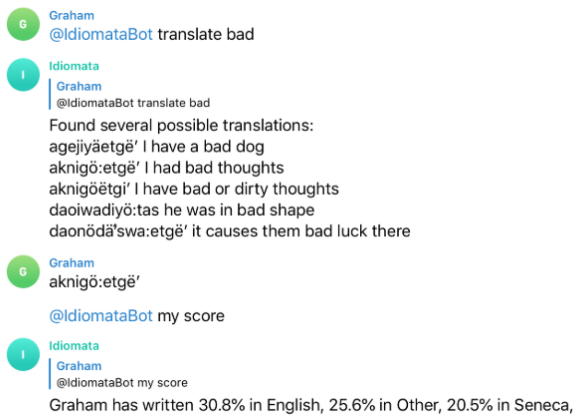 G
Graham
@IdiomataBot translate bad
I
Idiomata
Graham
@IdiomataBot translate bad
Found several possible translations:
agejiyäetgë’ I have a bad dog
aknigö:etgë’ I had bad thoughts
aknigöëtgi’ I have bad or dirty thoughts
daoiwadiyö:tas he was in bad shape
daonödä’swa:etgë’ it causes them bad luck there
G
Graham
aknigö:etgë’
@IdiomataBot my score
I
Idiomata
Graham
@IdiomataBot my score
Graham has written 30.8% in English, 25.6% in Other, 20.5% in Seneca,